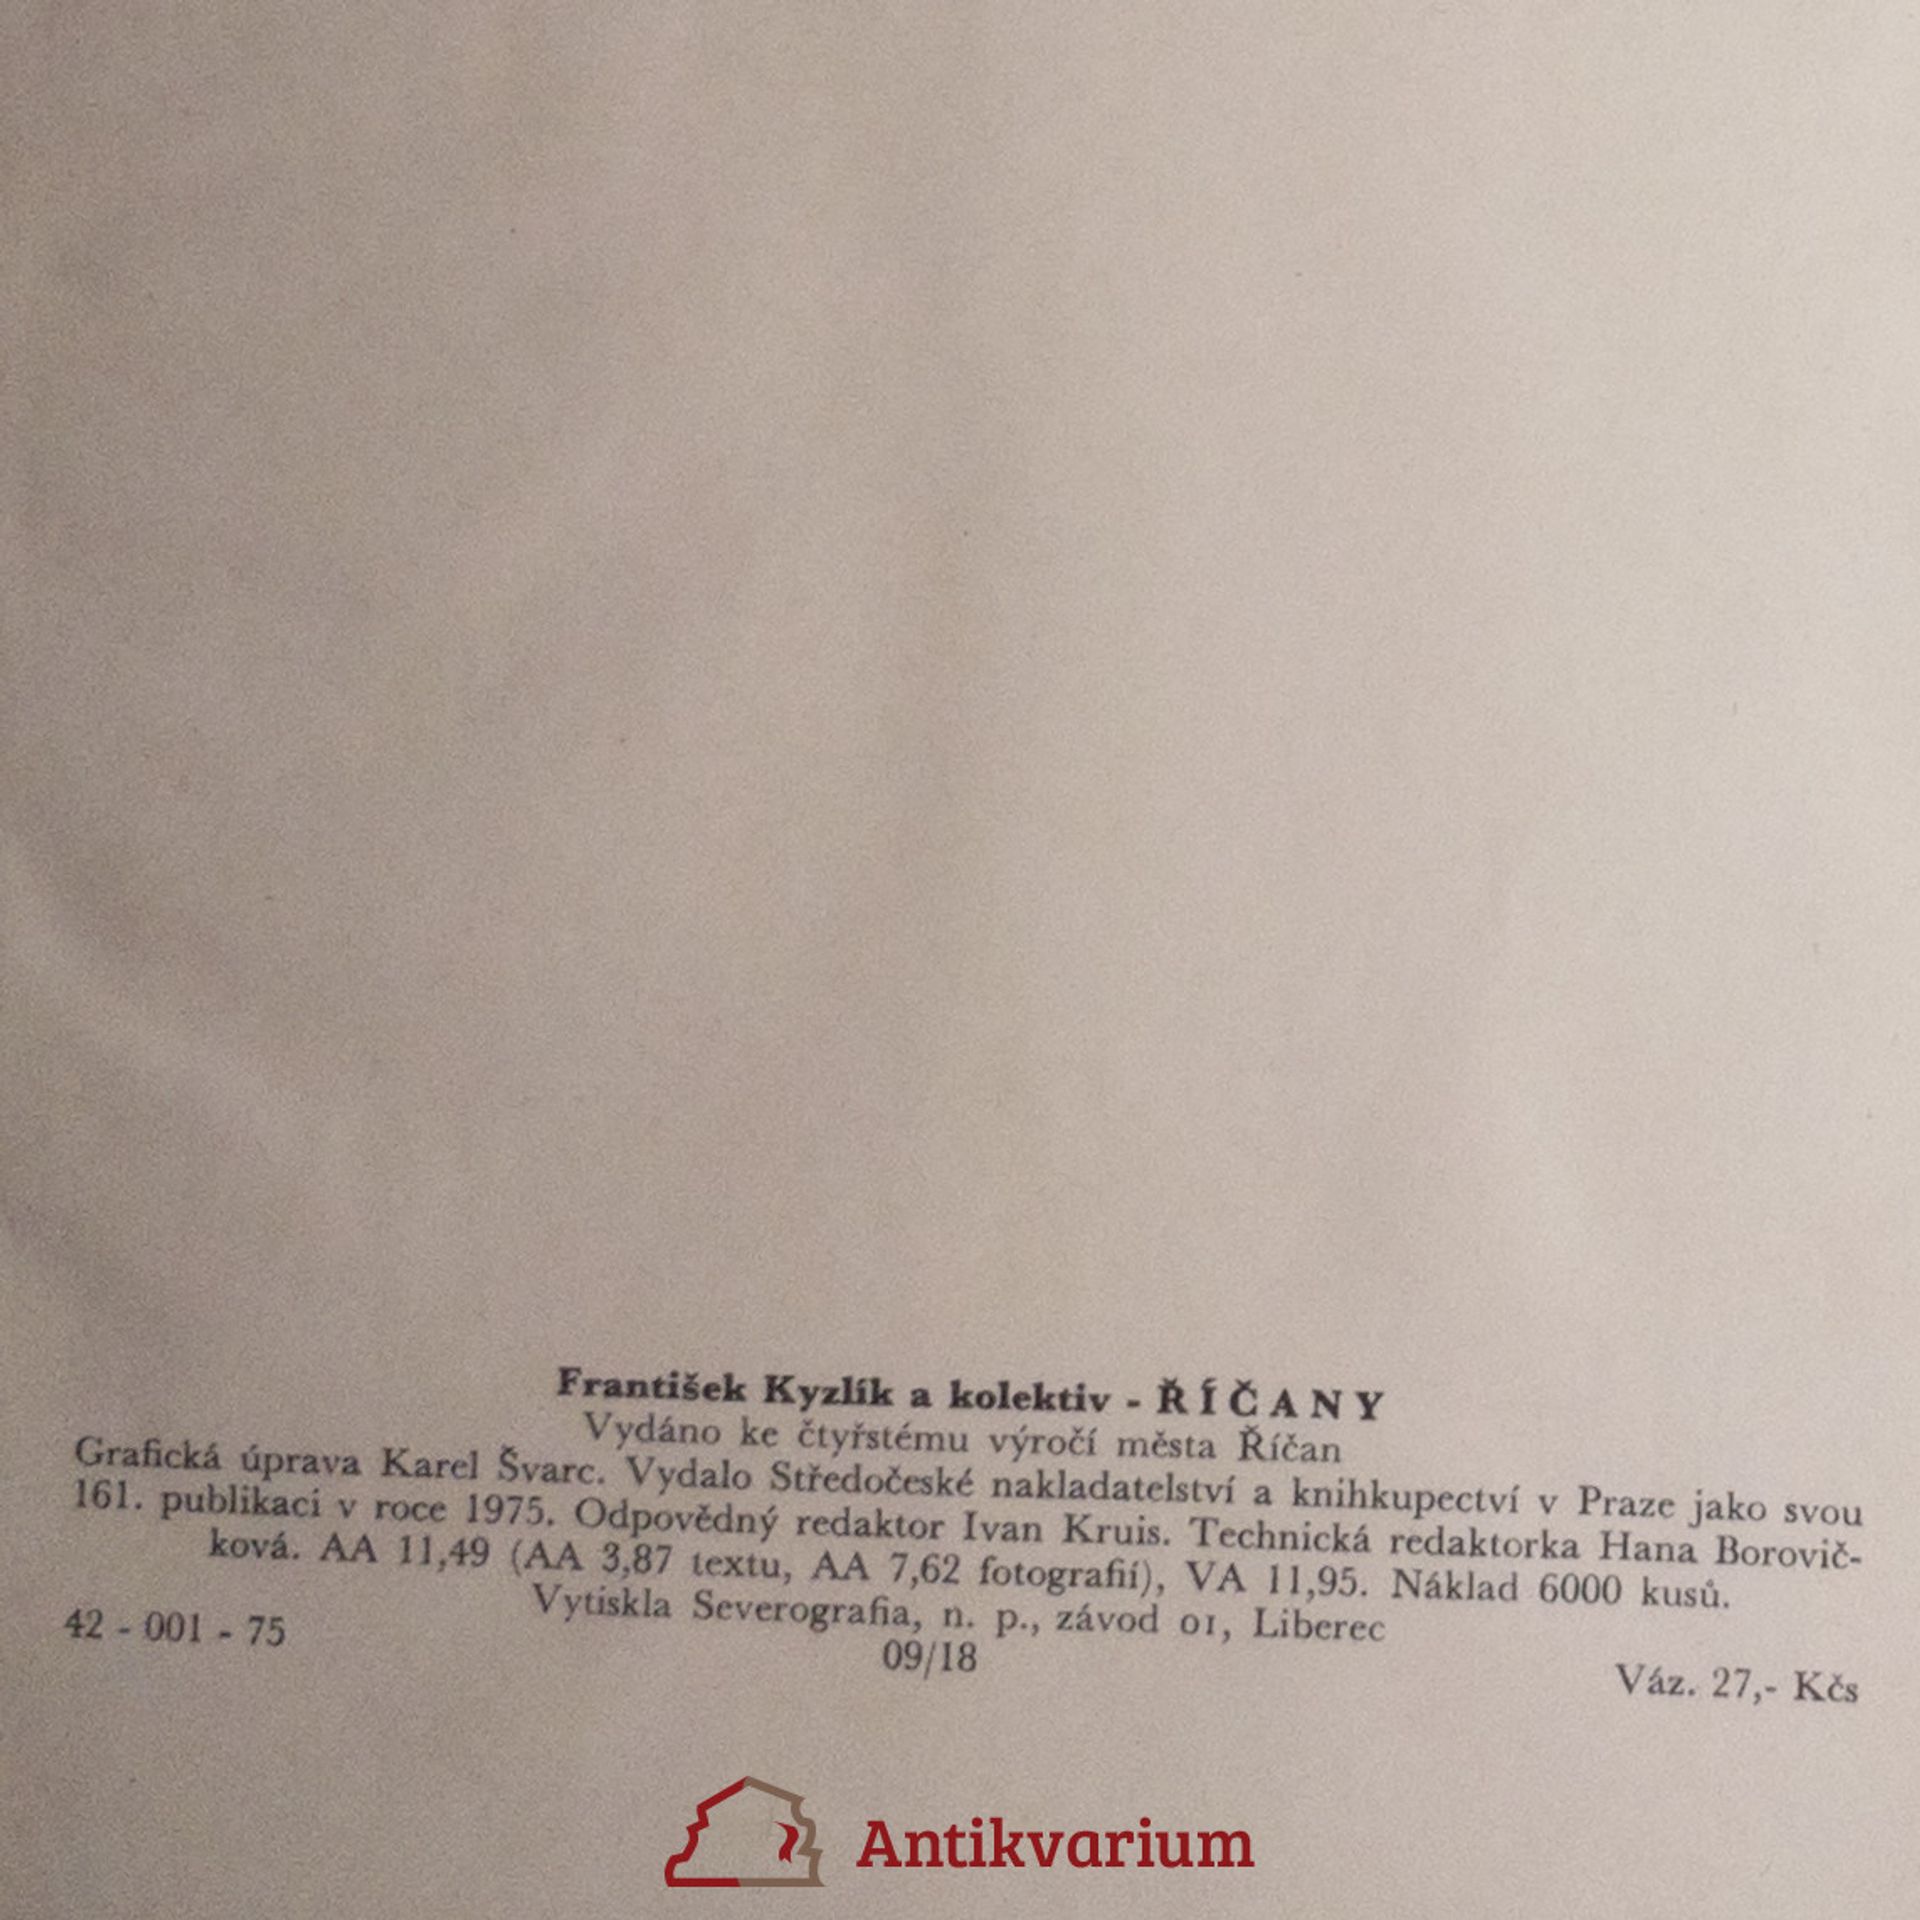 František Kyzlík a kolektiv - ŘÍČANY
Vydáno ke čtyřstému výročí města Říčan
Grafická úprava Karel Švarc. Vydalo Středočeské nakladatelství a knihkupectví v Praze jako svou
161. publikaci v roce 1975. Odpovědný redaktor Ivan Kruis. Technická redaktorka Hana Borovič-
ková. AA 11,49 (AA 3,87 textu, AA 7,62 fotografií), VA 11,95. Náklad 6000 kusů.
Vytiskla Severografia, n. p., závod 01, Liberec
42 - 001 - 75
09/18
Váz. 27,- Kčs
Antikvarium